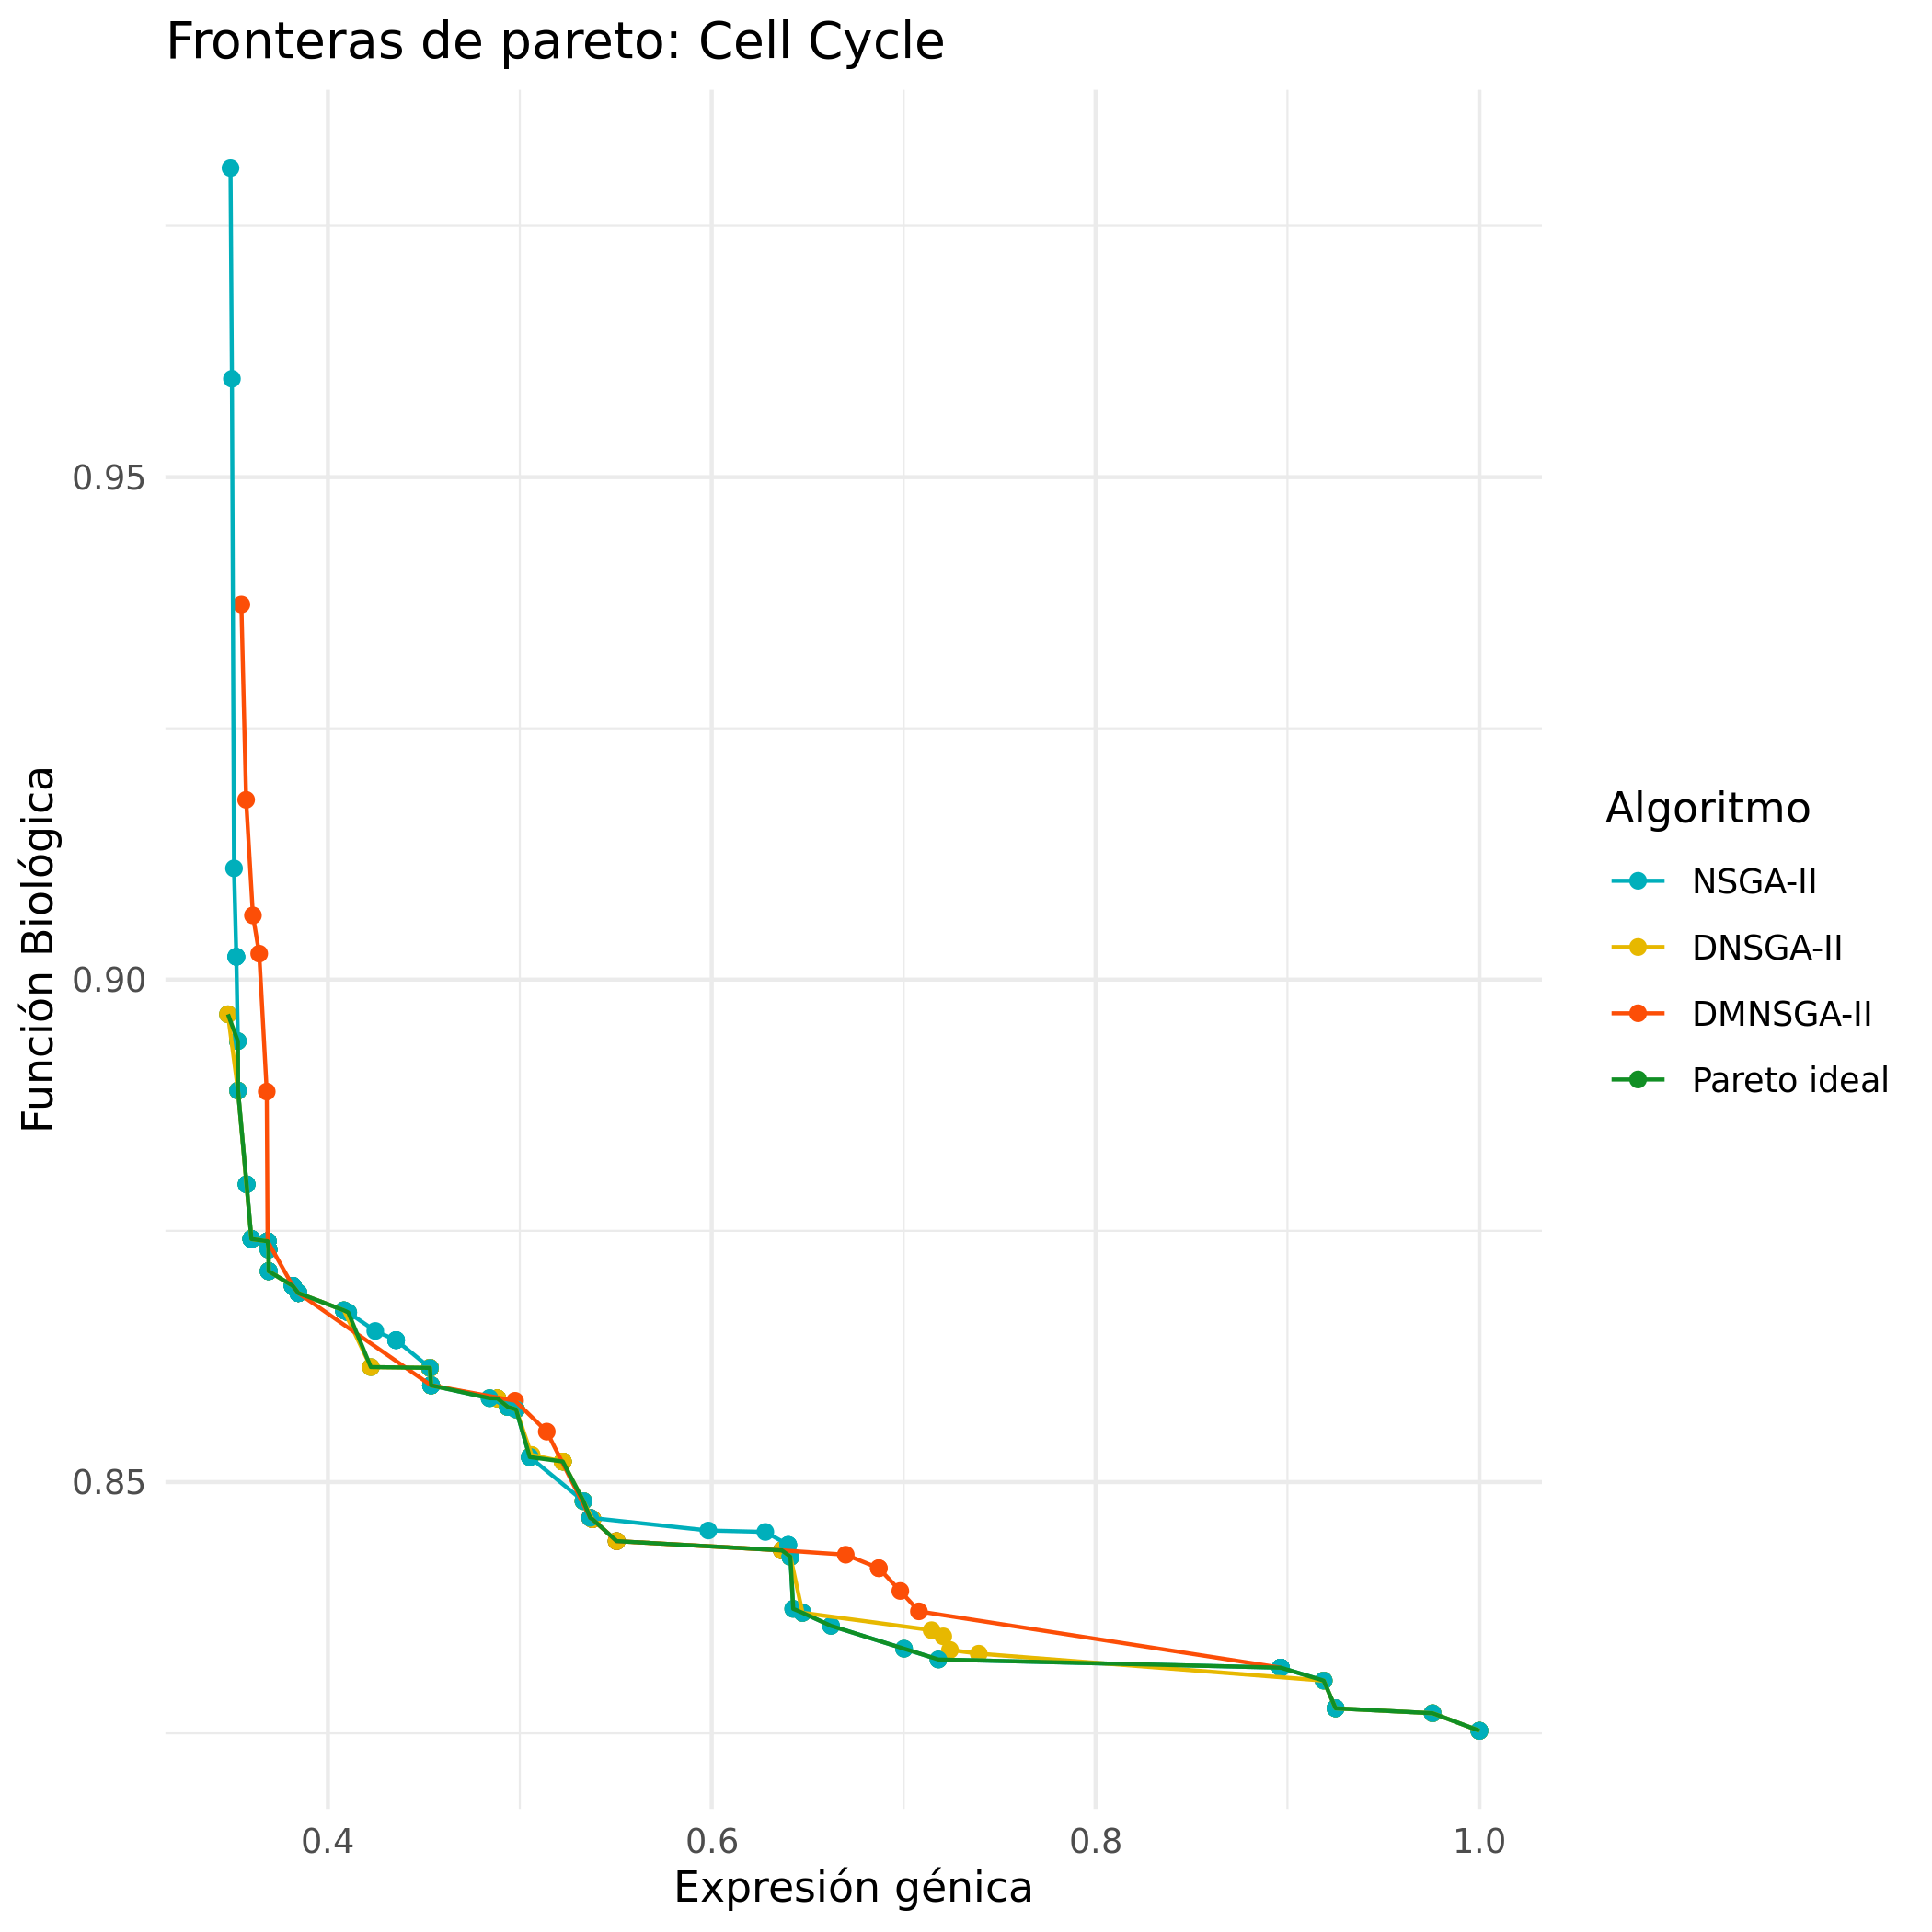 Fronteras de pareto: Cell Cycle
Función Biológica
0.95
0.90
0.85
0.4
0.6
0.8
1.0
Expresión génica
Algoritmo
NSGA-II
DNSGA-II
DMNSGA-II
Pareto ideal